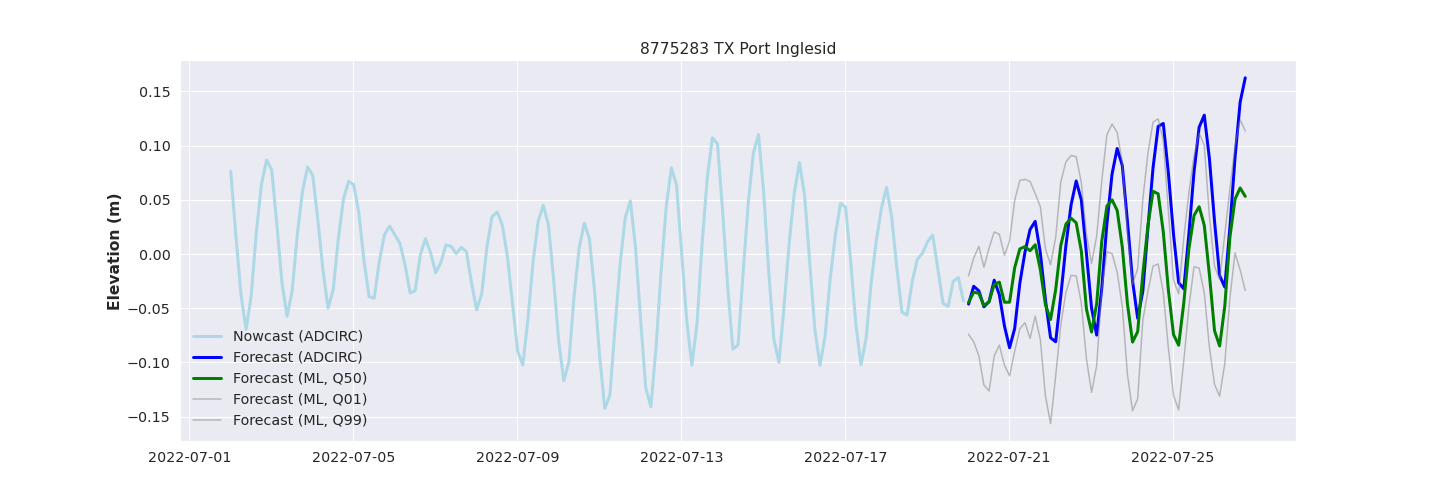 8775283 TX Port Inglesid
Elevation (m)
0.15
0.10
0.05
0.00
−0.05
−0.10
−0.15
Nowcast (ADCIRC)
Forecast (ADCIRC)
Forecast (ML, Q50)
Forecast (ML, Q01)
Forecast (ML, Q99)
2022-07-01 2022-07-05 2022-07-09 2022-07-13 2022-07-17 2022-07-21 2022-07-25